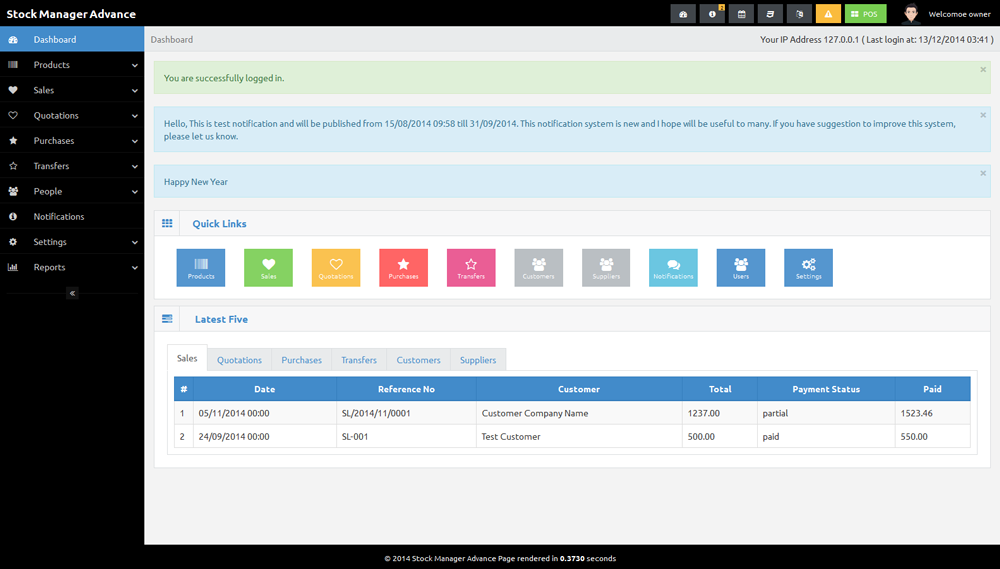 Stock Manager Advance
2
POS
Welcomoe owner
Dashboard
Products
Sales
Quotations
Purchases
Transfers
People
Notifications
Settings
Reports
Dashboard
Your IP Address 127.0.0.1 ( Last login at: 13/12/2014 03:41 )
You are successfully logged in.
×
Hello, This is test notification and will be published from 15/08/2014 09:58 till 31/09/2014. This notification system is new and I hope will be useful to many. If you have suggestion to improve this system,
please let us know.
×
Happy New Year
×
Quick Links
Products
Sales
Quotations
Purchases
Transfers
Customers
Suppliers
Notifications
Users
Settings
Latest Five
Sales Quotations Purchases Transfers Customers Suppliers
# Date Reference No Customer Total Payment Status Paid
1 05/11/2014 00:00 SL/2014/11/0001 Customer Company Name 1237.00 partial 1523.46
2 24/09/2014 00:00 SL-001 Test Customer 500.00 paid 550.00
© 2014 Stock Manager Advance Page rendered in 0.3730 seconds